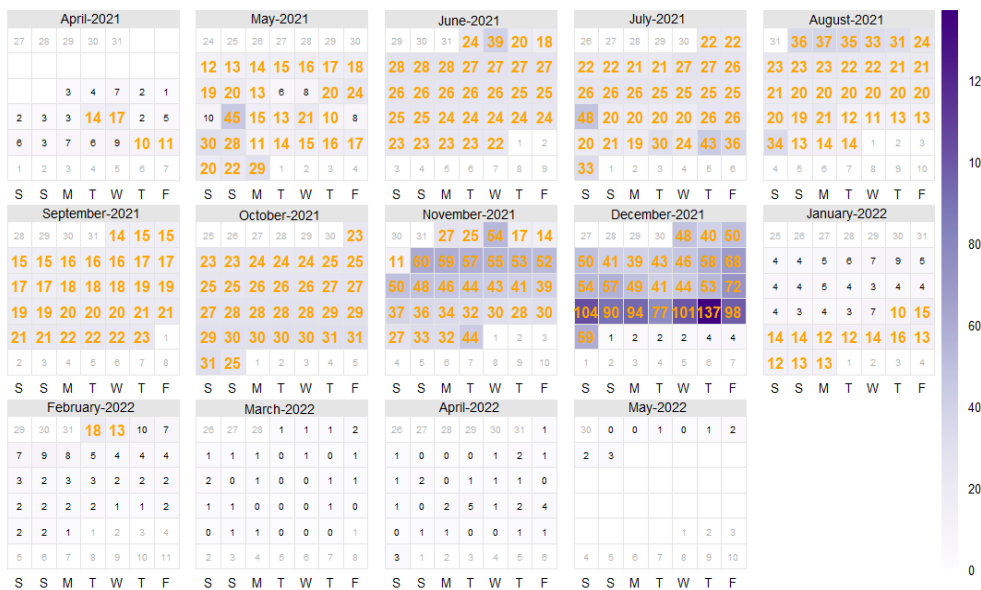 April-2021
27 28 29 30 31
3 4 7 2 1
2 3 3 14 17 2 5
6 3 7 6 9 10 11
1 2 3 4 5 6 7
S S M T W T F
May-2021
24 25 26 27 28 29 30
12 13 14 15 16 17 18
19 20 13 6 8 20 24
10 45 15 13 21 10 8
30 28 11 14 15 16 17
20 22 29 1 2 3 4
S S M T W T F
June-2021
29 30 31 24 39 20 18
28 28 28 27 27 27 27
26 26 26 26 25 25 25
25 25 24 24 24 24 24
23 23 23 23 22 1 2
3 4 5 6 7 8 9
S S M T W T F
July-2021
26 27 28 29 30 22 22
22 22 21 21 27 27 26
26 26 26 25 25 25 25
48 20 20 20 20 26 26
20 21 19 30 24 43 36
33 1 2 3 4 5 6
S S M T W T F
August-2021
31 36 37 35 33 31 24
23 23 23 22 22 21 21
21 20 20 20 20 20 20
20 19 21 12 11 13 13
34 13 14 14 1 2 3
4 5 6 7 8 9 10
S S M T W T F
September-2021
28 29 30 31 14 15 15
15 15 16 16 16 17 17
17 17 18 18 18 19 19
19 19 20 20 20 21 21
21 21 22 22 22 23 1
2 3 4 5 6 7 8
S S M T W T F
October-2021
25 26 27 28 29 30 23
23 23 24 24 24 25 25
25 25 26 26 26 27 27
27 28 28 28 28 29 29
29 30 30 30 30 31 31
31 25 1 2 3 4 5
S S M T W T F
November-2021
30 31 27 25 54 17 14
11 60 59 57 55 53 52
50 48 46 44 43 41 39
37 36 34 32 30 28 30
27 33 32 44 1 2 3
4 5 6 7 8 9 10
S S M T W T F
December-2021
27 28 29 30 48 40 50
50 41 39 43 46 58 68
54 57 49 41 44 53 72
104 90 94 77 101 137 98
59 1 2 2 2 4 4
1 2 3 4 5 6 7
S S M T W T F
January-2022
25 26 27 28 29 30 31
4 4 5 6 7 9 5
4 4 5 4 3 4 4
4 3 4 3 7 10 15
14 14 12 12 14 16 13
12 13 13 1 2 3 4
S S M T W T F
February-2022
29 30 31 18 13 10 7
7 9 8 5 4 4 4
3 2 3 3 2 2 2
2 2 2 2 1 1 2
2 2 1 1 2 3 4
5 6 7 8 9 10 11
S S M T W T F
March-2022
26 27 28 1 1 1 2
1 1 1 0 1 0 1
2 0 1 0 0 1 1
1 1 0 0 0 1 0
0 1 0 1 1 0 1
2 3 4 5 6 7 8
S S M T W T F
April-2022
26 27 28 29 30 31 1
1 0 0 0 1 2 1
1 2 0 1 1 1 0
1 0 2 5 1 2 4
0 1 1 0 0 1 1
3 1 2 3 4 5 6
S S M T W T F
May-2022
30 0 0 1 0 1 2
2 3
1 2 3
4 5 6 7 8 9 10
S S M T W T F
12
10
80
60
40
20
0